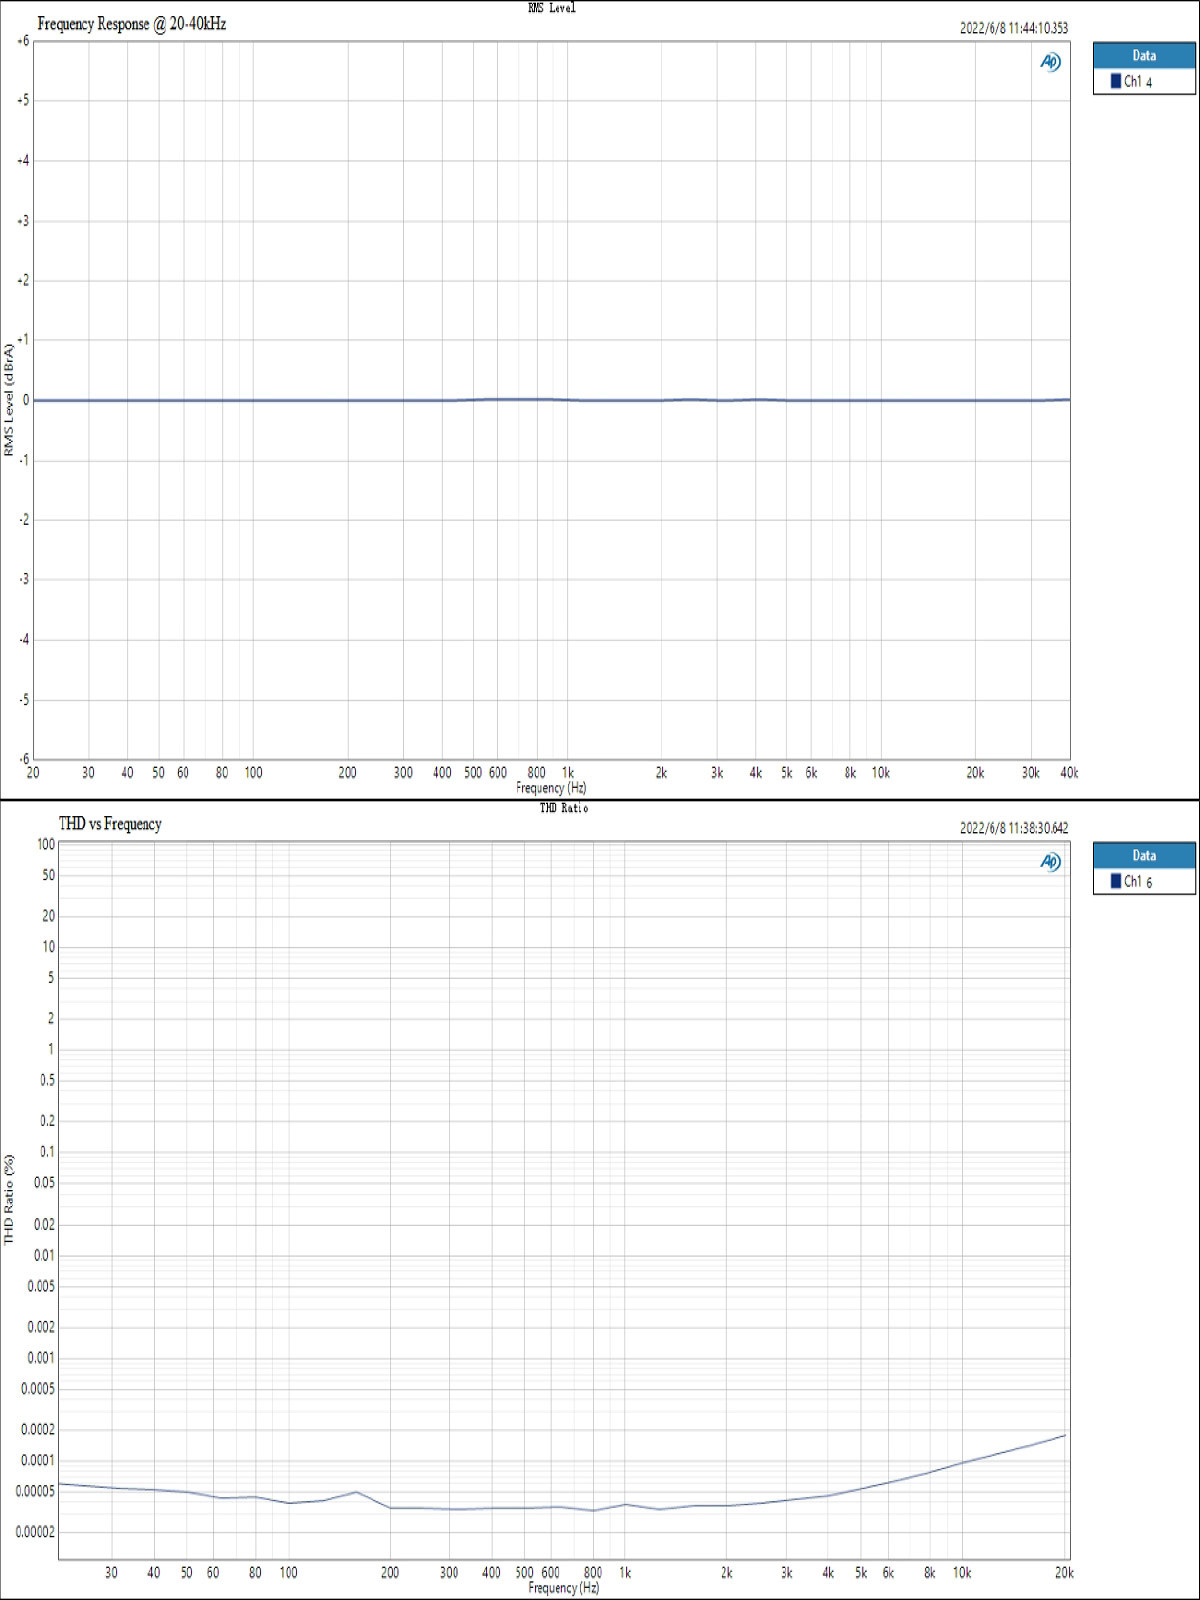 RMS Level
Frequency Response @ 20-40kHz
2022/6/8 11:44:10.353
Data
Ch1 4
AP
RMS Level (dBrA)
+6
+5
+4
+3
+2
+1
0
-1
-2
-3
-4
-5
-6
20 30 40 50 60 80 100 200 300 400 500 600 800 1k 2k 3k 4k 5k 6k 8k 10k 20k 30k 40k
Frequency (Hz)
THD Ratio
THD vs Frequency
2022/6/8 11:38:30.642
Data
Ch1 6
AP
THD Ratio (%)
100
50
20
10
5
2
1
0.5
0.2
0.1
0.05
0.02
0.01
0.005
0.002
0.001
0.0005
0.0002
0.0001
0.00005
0.00002
30 40 50 60 80 100 200 300 400 500 600 800 1k 2k 3k 4k 5k 6k 8k 10k 20k
Frequency (Hz)